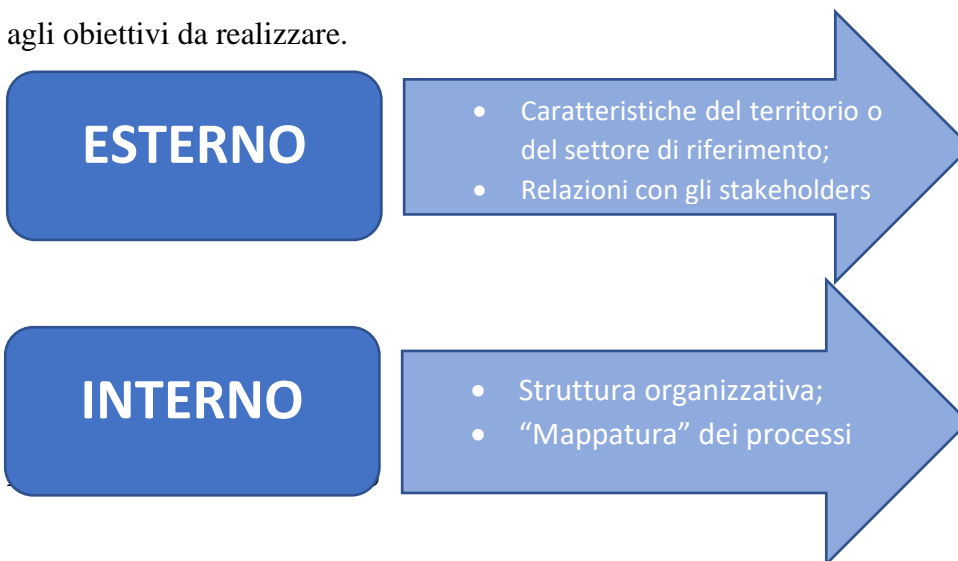 agli obiettivi da realizzare.
ESTERNO
• Caratteristiche del territorio o
del settore di riferimento;
• Relazioni con gli stakeholders
INTERNO
• Struttura organizzativa;
• “Mappatura” dei processi